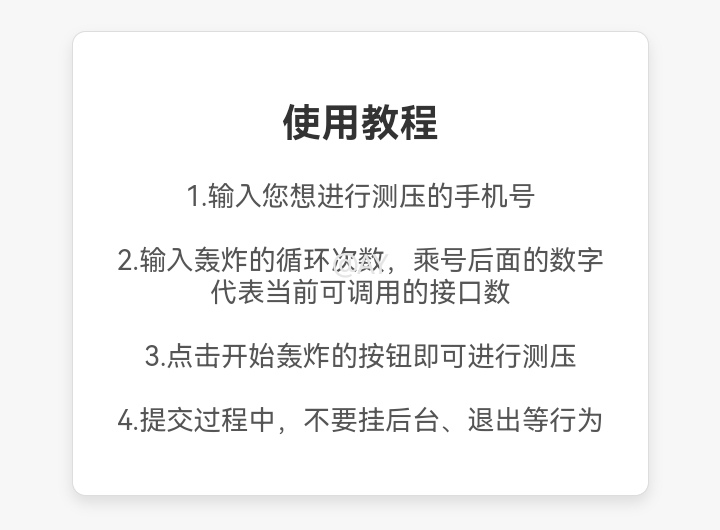 使用教程
1.输入您想进行测压的手机号
2.输入轰炸的循环次数，乘号后面的数字
代表当前可调用的接口数
3.点击开始轰炸的按钮即可进行测压
4.提交过程中，不要挂后台、退出等行为